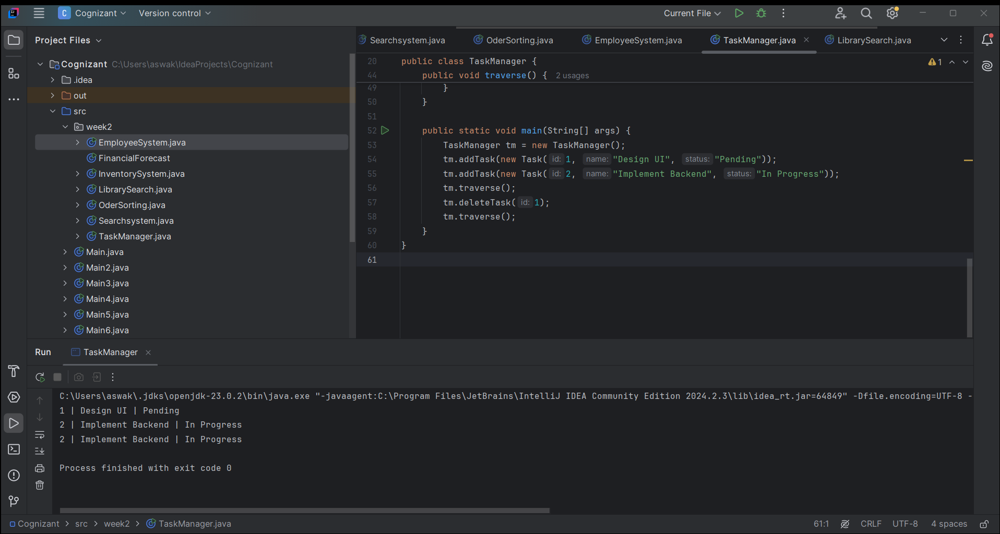 C Cognizant Version control Current File
Project Files
Cognizant C:\Users\aswak\IdeaProjects\Cognizant
.idea
out
src
week2
EmployeeSystem.java
FinancialForecast
InventorySystem.java
LibrarySearch.java
OderSorting.java
Searchsystem.java
TaskManager.java
Main.java
Main2.java
Main3.java
Main4.java
Main5.java
Main6.java
Searchsystem.java OderSorting.java EmployeeSystem.java TaskManager.java LibrarySearch.java
20 public class TaskManager { 1
44 public void traverse() { 2 usages
49 }
50 }
51
52 public static void main(String[] args) {
53 TaskManager tm = new TaskManager();
54 tm.addTask(new Task( id: 1, name: "Design UI", status: "Pending"));
55 tm.addTask(new Task( id: 2, name: "Implement Backend", status: "In Progress"));
56 tm.traverse();
57 tm.deleteTask( id: 1);
58 tm.traverse();
59 }
60 }
61
Run TaskManager
C:\Users\aswak\.jdks\openjdk-23.0.2\bin\java.exe "-javaagent:C:\Program Files\JetBrains\IntelliJ IDEA Community Edition 2024.2.3\lib\idea_rt.jar=64849" -Dfile.encoding=UTF-8 -
1 | Design UI | Pending
2 | Implement Backend | In Progress
2 | Implement Backend | In Progress
Process finished with exit code 0
Cognizant > src > week2 > TaskManager.java 61:1 CRLF UTF-8 4 spaces